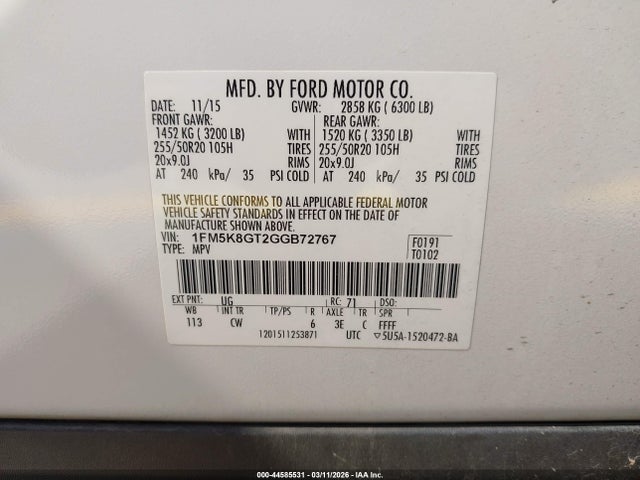 MFD. BY FORD MOTOR CO.
DATE: 11/15 GVWR: 2858 KG ( 6300 LB)
FRONT GAWR: REAR GAWR:
1452 KG ( 3200 LB) WITH 1520 KG ( 3350 LB) WITH
255/50R20 105H TIRES 255/50R20 105H TIRES
20x9.0J RIMS 20x9.0J RIMS
AT 240 kPa/ 35 PSI COLD AT 240 kPa/ 35 PSI COLD
THIS VEHICLE CONFORMS TO ALL APPLICABLE FEDERAL MOTOR
VEHICLE SAFETY STANDARDS IN EFFECT ON THE DATE OF
MANUFACTURE SHOWN ABOVE.
VIN: 1FM5K8GT2GGB72767 F0191
TYPE: MPV T0102
EXT PNT: UG RC: 71 DSO:
WB INT TR TP/PS R AXLE TR SPR
113 CW 6 3E C FFFF
1201511253871 UTC ▽5U5A-1520472-BA
000-44585531 | 03/11/2026 | IAA Inc.